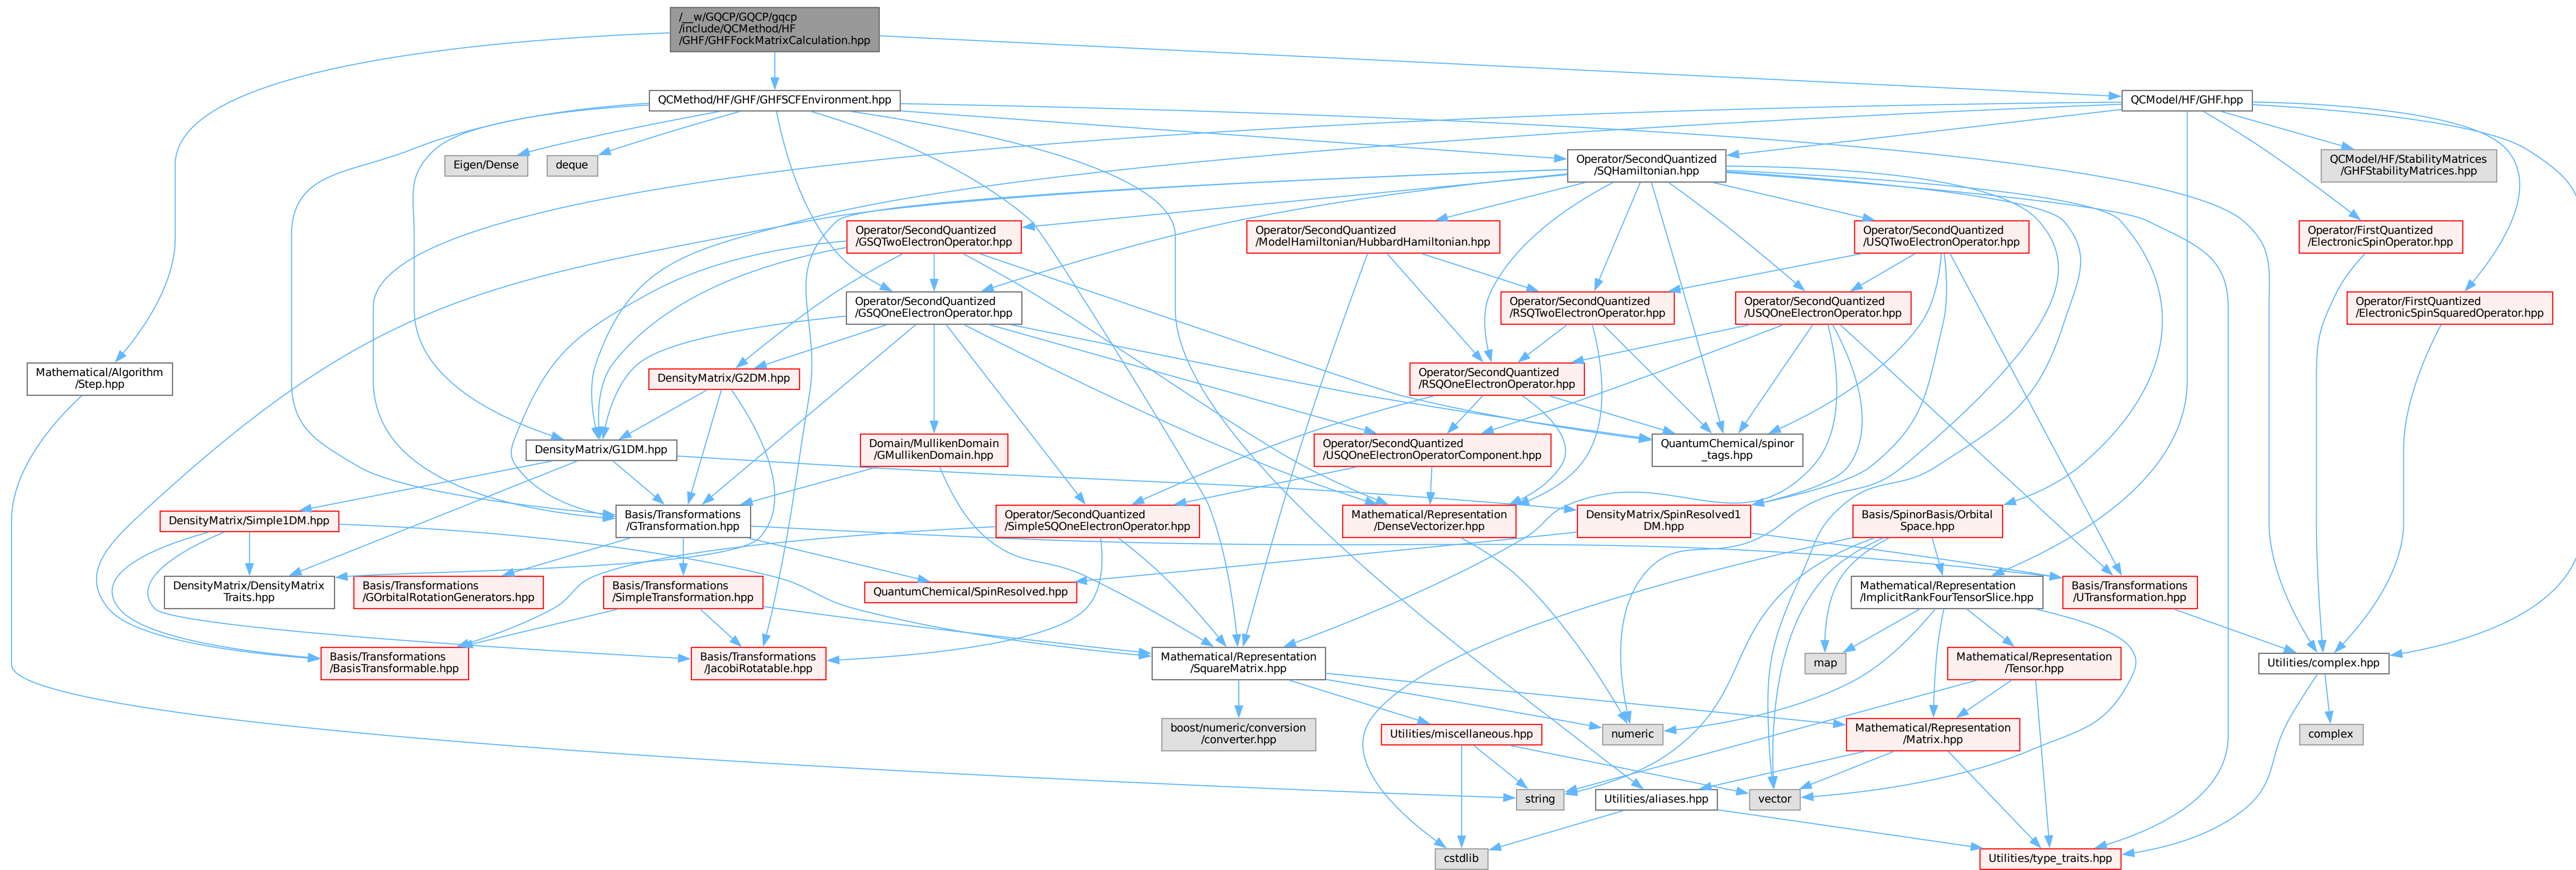 /__w/GQCP/GQCP/gqcp
/include/QCMethod/HF
/GHF/GHFFockMatrixCalculation.hpp
QCMethod/HF/GHF/GHFSCFEnvironment.hpp
QCModel/HF/GHF.hpp
Eigen/Dense
deque
Operator/SecondQuantized
/SQHamiltonian.hpp
QCModel/HF/StabilityMatrices
/GHFStabilityMatrices.hpp
Operator/SecondQuantized
/GSQTwoElectronOperator.hpp
Operator/SecondQuantized
/ModelHamiltonian/HubbardHamiltonian.hpp
Operator/SecondQuantized
/USQTwoElectronOperator.hpp
Operator/FirstQuantized
/ElectronicSpinOperator.hpp
Operator/SecondQuantized
/GSQOneElectronOperator.hpp
Operator/SecondQuantized
/RSQTwoElectronOperator.hpp
Operator/SecondQuantized
/USQOneElectronOperator.hpp
Operator/FirstQuantized
/ElectronicSpinSquaredOperator.hpp
Mathematical/Algorithm
/Step.hpp
DensityMatrix/G2DM.hpp
Operator/SecondQuantized
/RSQOneElectronOperator.hpp
DensityMatrix/G1DM.hpp
Domain/MullikenDomain
/GMullikenDomain.hpp
Operator/SecondQuantized
/USQOneElectronOperatorComponent.hpp
QuantumChemical/spinor
_tags.hpp
DensityMatrix/Simple1DM.hpp
Basis/Transformations
/GTransformation.hpp
Operator/SecondQuantized
/SimpleSQOneElectronOperator.hpp
Mathematical/Representation
/DenseVectorizer.hpp
DensityMatrix/SpinResolved1
DM.hpp
Basis/SpinorBasis/Orbital
Space.hpp
DensityMatrix/DensityMatrix
Traits.hpp
Basis/Transformations
/GOrbitalRotationGenerators.hpp
Basis/Transformations
/SimpleTransformation.hpp
QuantumChemical/SpinResolved.hpp
Mathematical/Representation
/ImplicitRankFourTensorSlice.hpp
Basis/Transformations
/UTransformation.hpp
Basis/Transformations
/BasisTransformable.hpp
Basis/Transformations
/JacobiRotatable.hpp
Mathematical/Representation
/SquareMatrix.hpp
map
Mathematical/Representation
/Tensor.hpp
Utilities/complex.hpp
boost/numeric/conversion
/converter.hpp
Utilities/miscellaneous.hpp
numeric
Mathematical/Representation
/Matrix.hpp
complex
string
Utilities/aliases.hpp
vector
cstdlib
Utilities/type_traits.hpp